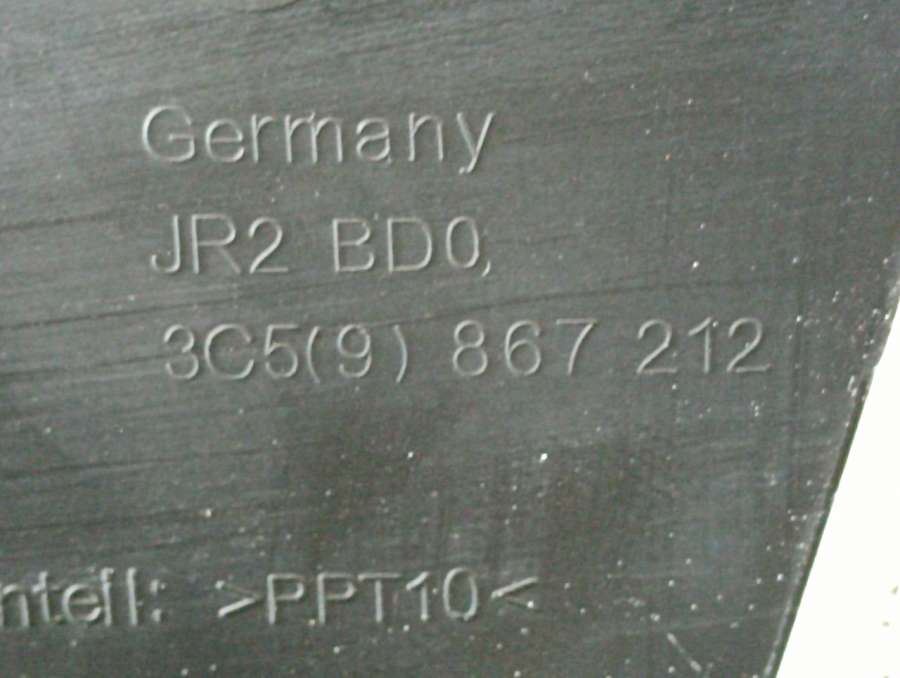 Germany
JR2 BD0
3C5(9) 867 212
nteil: >PPT10<